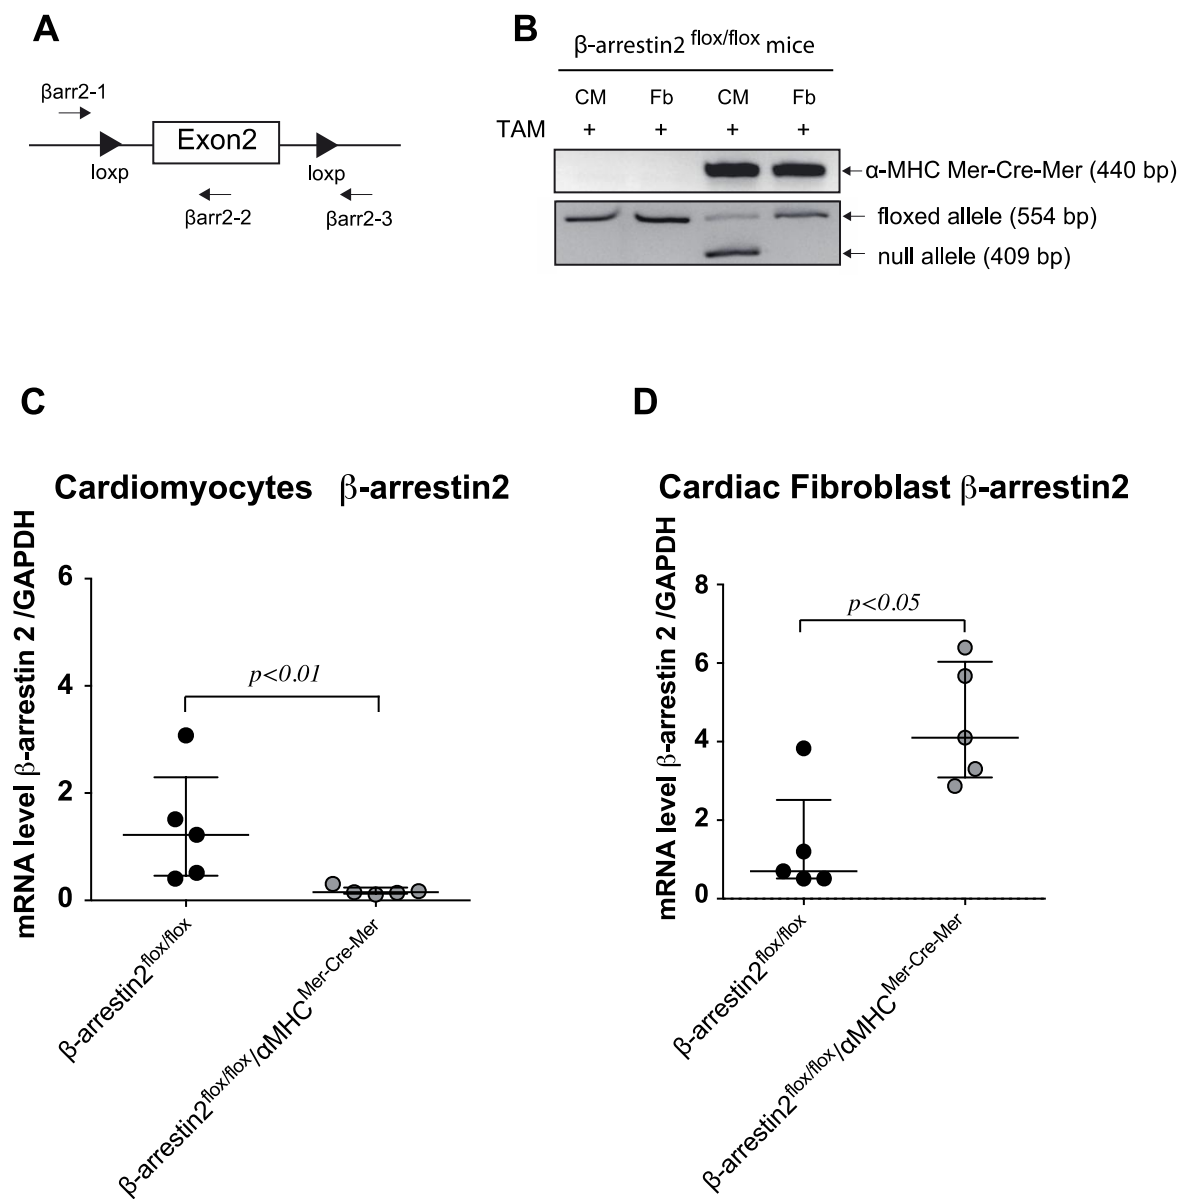 A
βarr2-1
Exon2
loxp
loxp
βarr2-2
βarr2-3
B
β-arrestin2 flox/flox mice
CM Fb CM Fb
TAM + + + +
α-MHC Mer-Cre-Mer (440 bp)
floxed allele (554 bp)
null allele (409 bp)
C
Cardiomyocytes β-arrestin2
mRNA level β-arrestin 2 /GAPDH
6
4
2
0
p<0.01
β-arrestin2flox/flox
β-arrestin2flox/flox/αMHCMer-Cre-Mer
D
Cardiac Fibroblast β-arrestin2
mRNA level β-arrestin 2 /GAPDH
8
6
4
2
0
p<0.05
β-arrestin2flox/flox
β-arrestin2flox/flox/αMHCMer-Cre-Mer